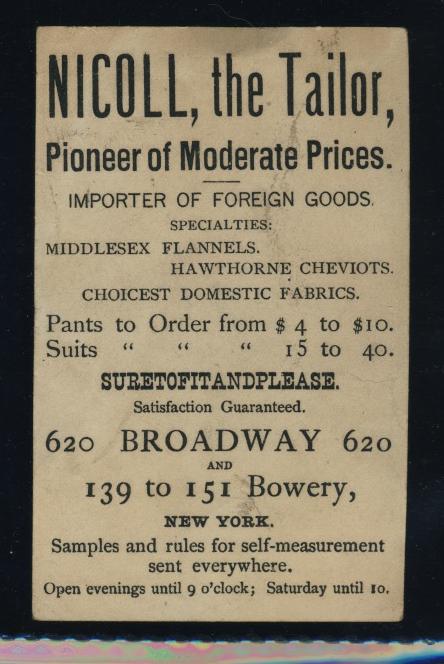 NICOLL, the Tailor,
Pioneer of Moderate Prices.
IMPORTER OF FOREIGN GOODS.
SPECIALTIES:
MIDDLESEX FLANNELS.
HAWTHORNE CHEVIOTS.
CHOICEST DOMESTIC FABRICS.
Pants to Order from $ 4 to $10.
Suits “ “ “ 15 to 40.
SURETOFITANDPLEASE.
Satisfaction Guaranteed.
620 BROADWAY 620
AND
139 to 151 Bowery,
NEW YORK.
Samples and rules for self-measurement
sent everywhere.
Open evenings until 9 o'clock; Saturday until 10.